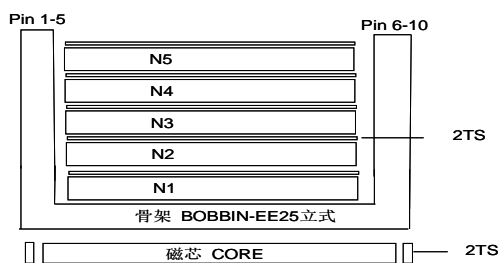 Pin 1-5
Pin 6-10
N5
N4
N3
2TS
N2
N1
骨架 BOBBIN-EE25立式
磁芯 CORE
2TS